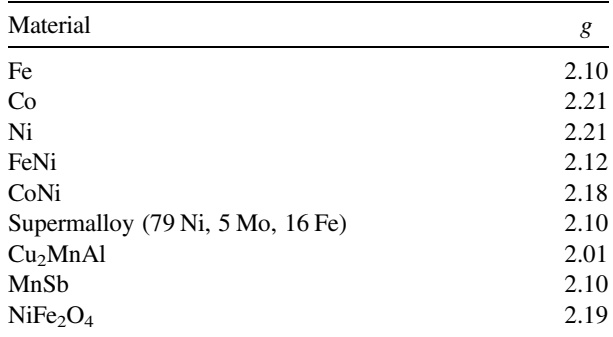 Material g
Fe 2.10
Co 2.21
Ni 2.21
FeNi 2.12
CoNi 2.18
Supermalloy (79 Ni, 5 Mo, 16 Fe) 2.10
Cu₂MnAl 2.01
MnSb 2.10
NiFe₂O₄ 2.19